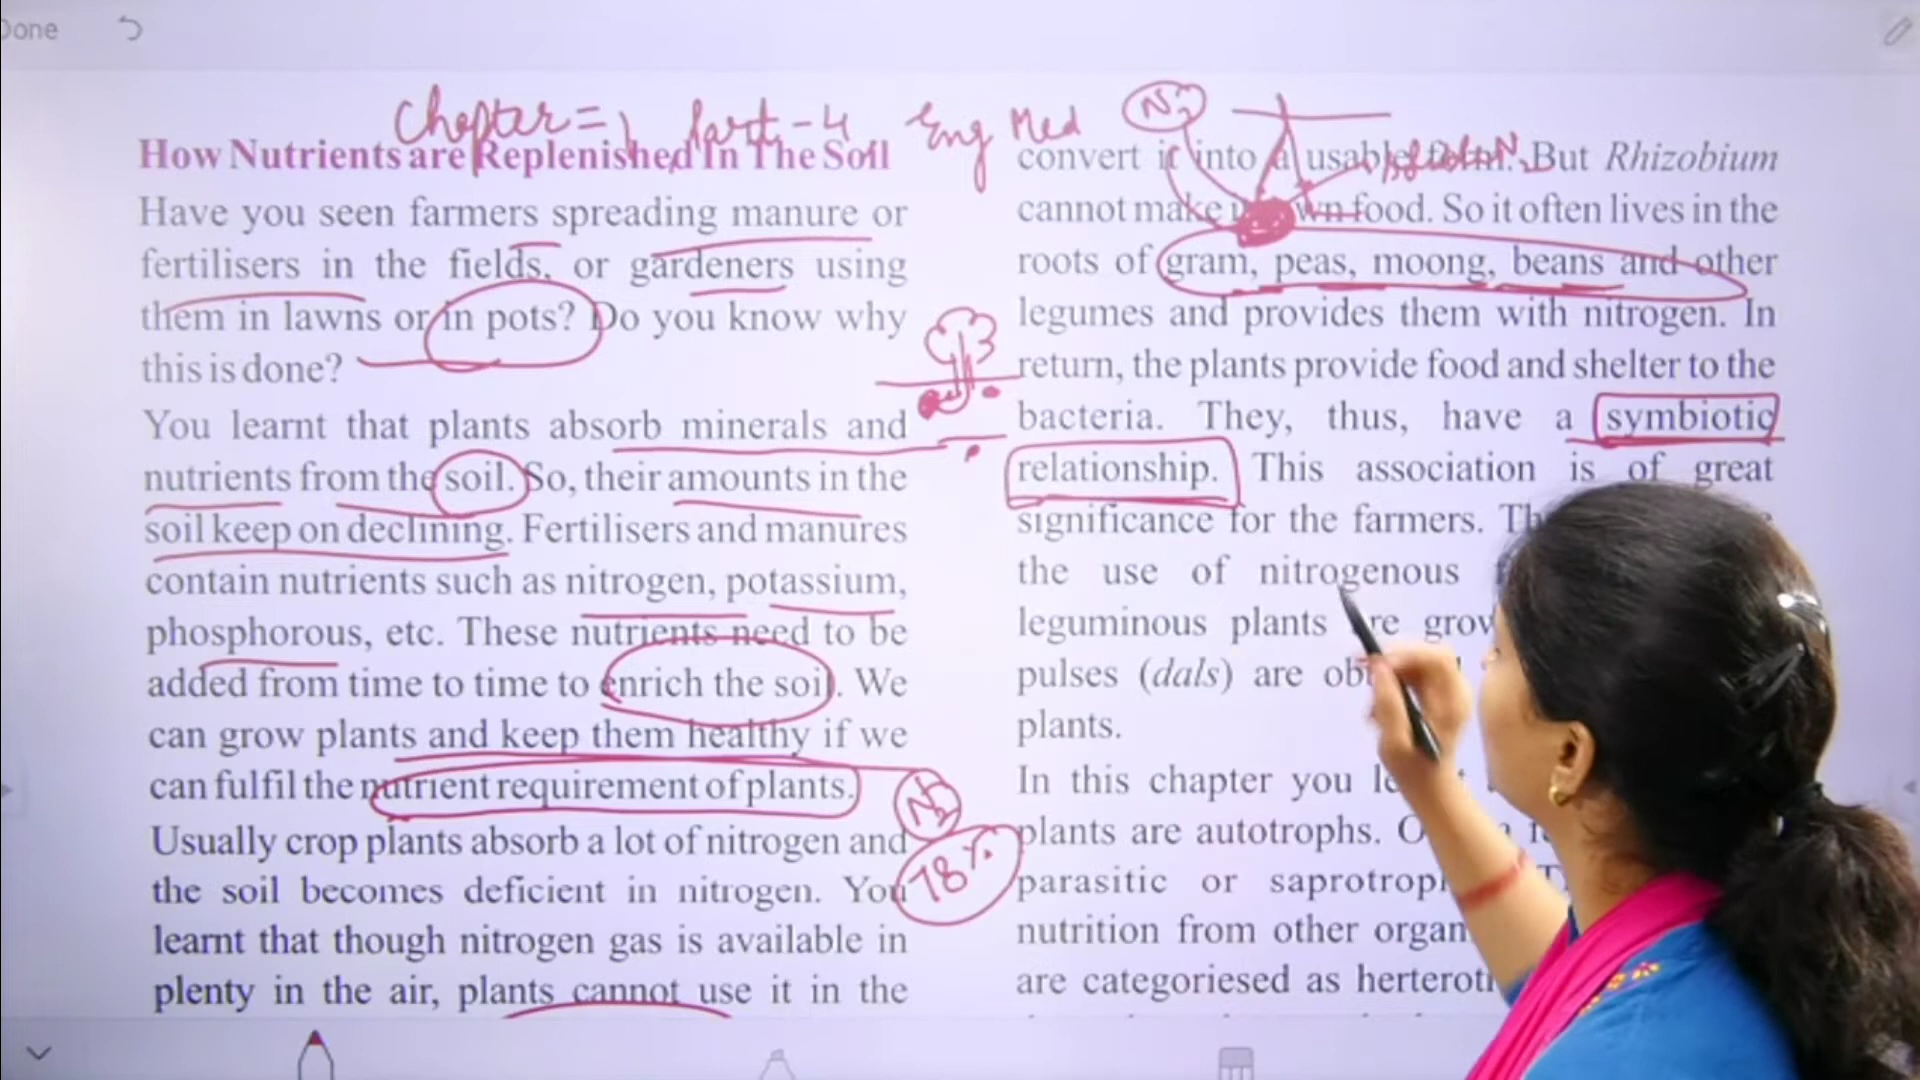 Done
Chapter = 1 Part - 4 Eng Med
How Nutrients are Replenished In The Soil
Have you seen farmers spreading manure or
fertilisers in the fields, or gardeners using
them in lawns or in pots? Do you know why
this is done?
You learnt that plants absorb minerals and
nutrients from the soil. So, their amounts in the
soil keep on declining. Fertilisers and manures
contain nutrients such as nitrogen, potassium,
phosphorous, etc. These nutrients need to be
added from time to time to enrich the soil. We
can grow plants and keep them healthy if we
can fulfil the nutrient requirement of plants.
Usually crop plants absorb a lot of nitrogen and
the soil becomes deficient in nitrogen. You
learnt that though nitrogen gas is available in
plenty in the air, plants cannot use it in the
N2
78%
N2
convert it into a usable form. But Rhizobium
cannot make own food. So it often lives in the
roots of gram, peas, moong, beans and other
legumes and provides them with nitrogen. In
return, the plants provide food and shelter to the
bacteria. They, thus, have a symbiotic
relationship. This association is of great
significance for the farmers.
the use of nitrogenous
leguminous plants are
pulses (dals) are
plants.
In this chapter you
plants are autotrophs.
parasitic or
nutrition from other
are categoriesed as